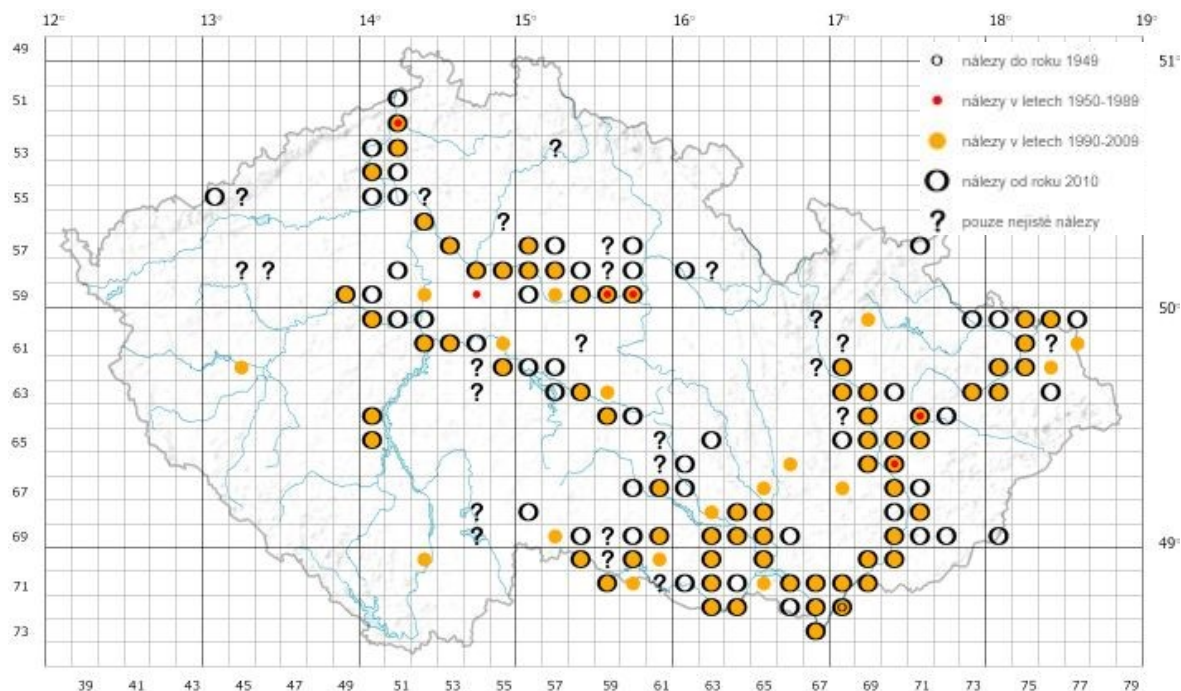 12° 13° 14° 15° 16° 17° 18° 19°
49 51°
nálezy do roku 1949
51
nálezy v letech 1950-1989
53 ?
nálezy v letech 1990-2009
nálezy od roku 2010
55 ? ?
? pouze nejisté nálezy
?
57 ?
? ? ? ?
59 50°
?
61 ? ? ?
? ?
63 ?
?
65 ?
?
67
?
69 ? ? 49°
?
71 ?
73
39 41 43 45 47 49 51 53 55 57 59 61 63 65 67 69 71 73 75 77 79